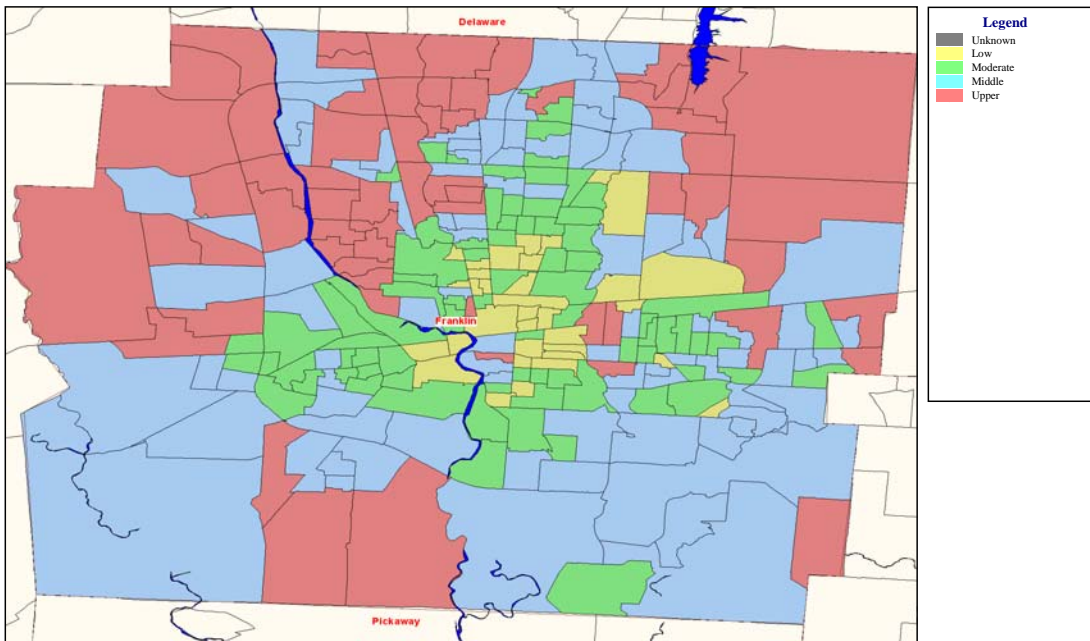 Delaware
Franklin
Pickaway
Legend
Unknown
Low
Moderate
Middle
Upper